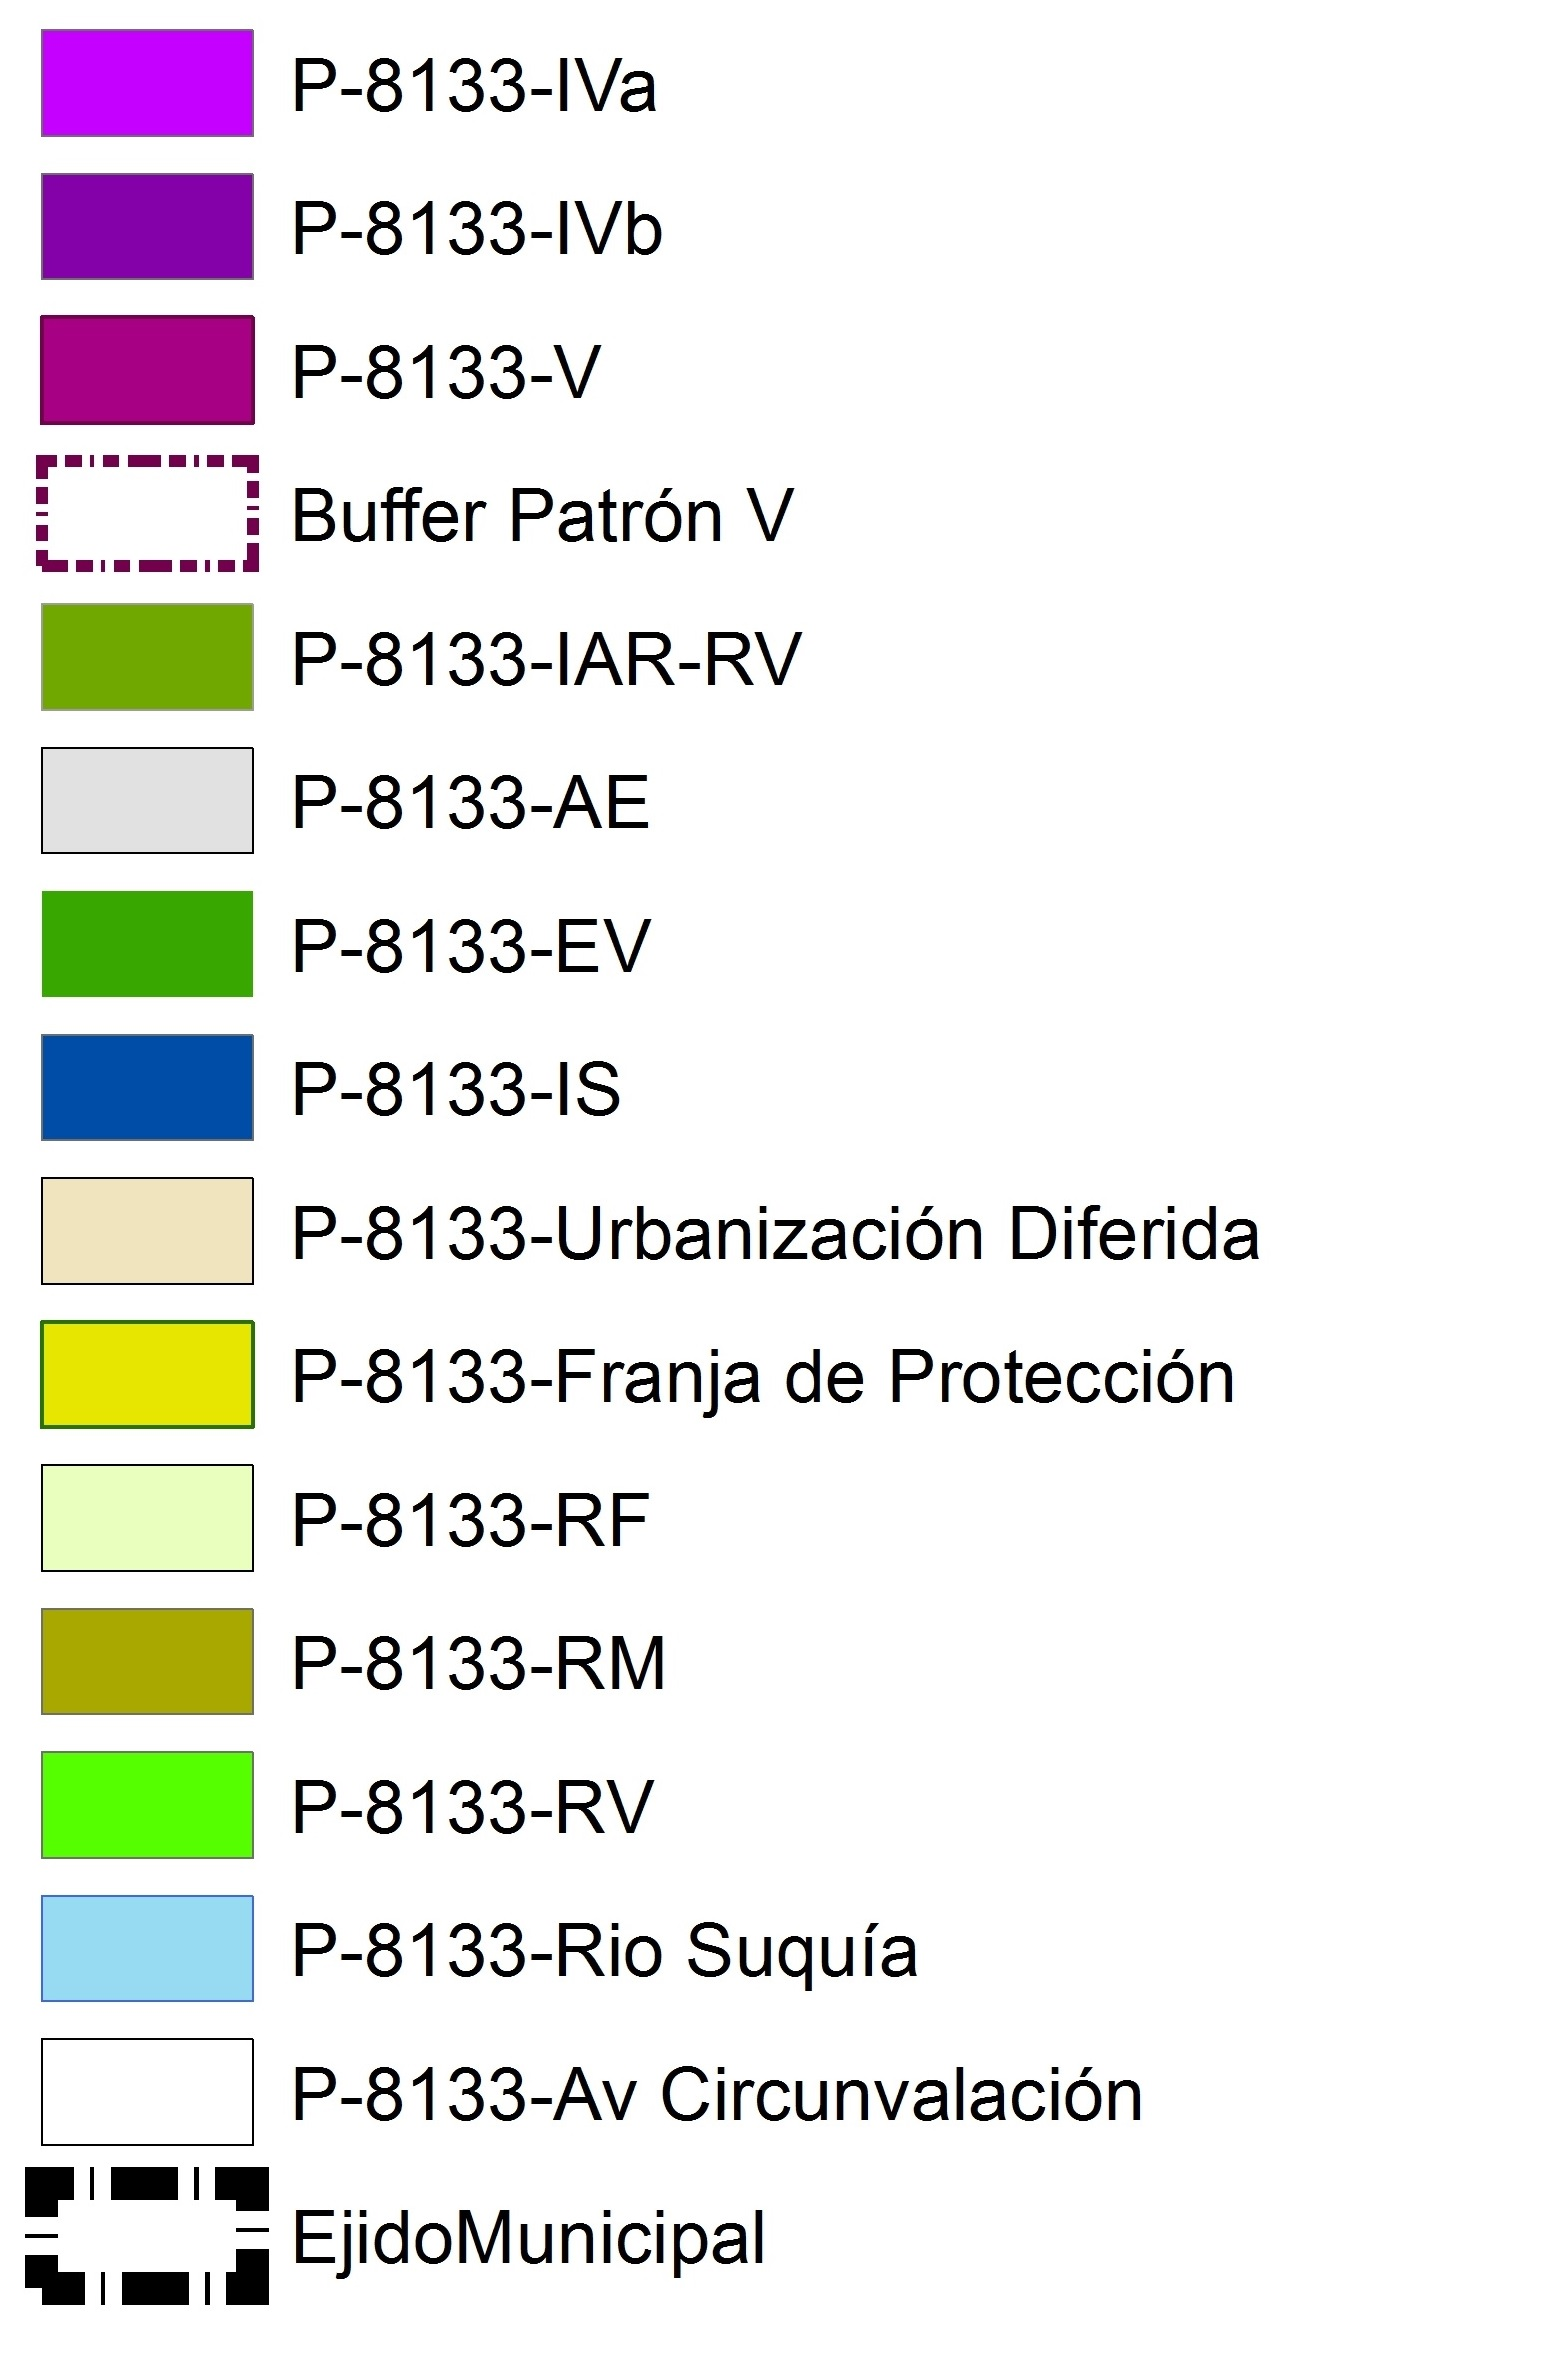 P-8133-IVa
P-8133-IVb
P-8133-V
Buffer Patrón V
P-8133-IAR-RV
P-8133-AE
P-8133-EV
P-8133-IS
P-8133-Urbanización Diferida
P-8133-Franja de Protección
P-8133-RF
P-8133-RM
P-8133-RV
P-8133-Rio Suquía
P-8133-Av Circunvalación
EjidoMunicipal